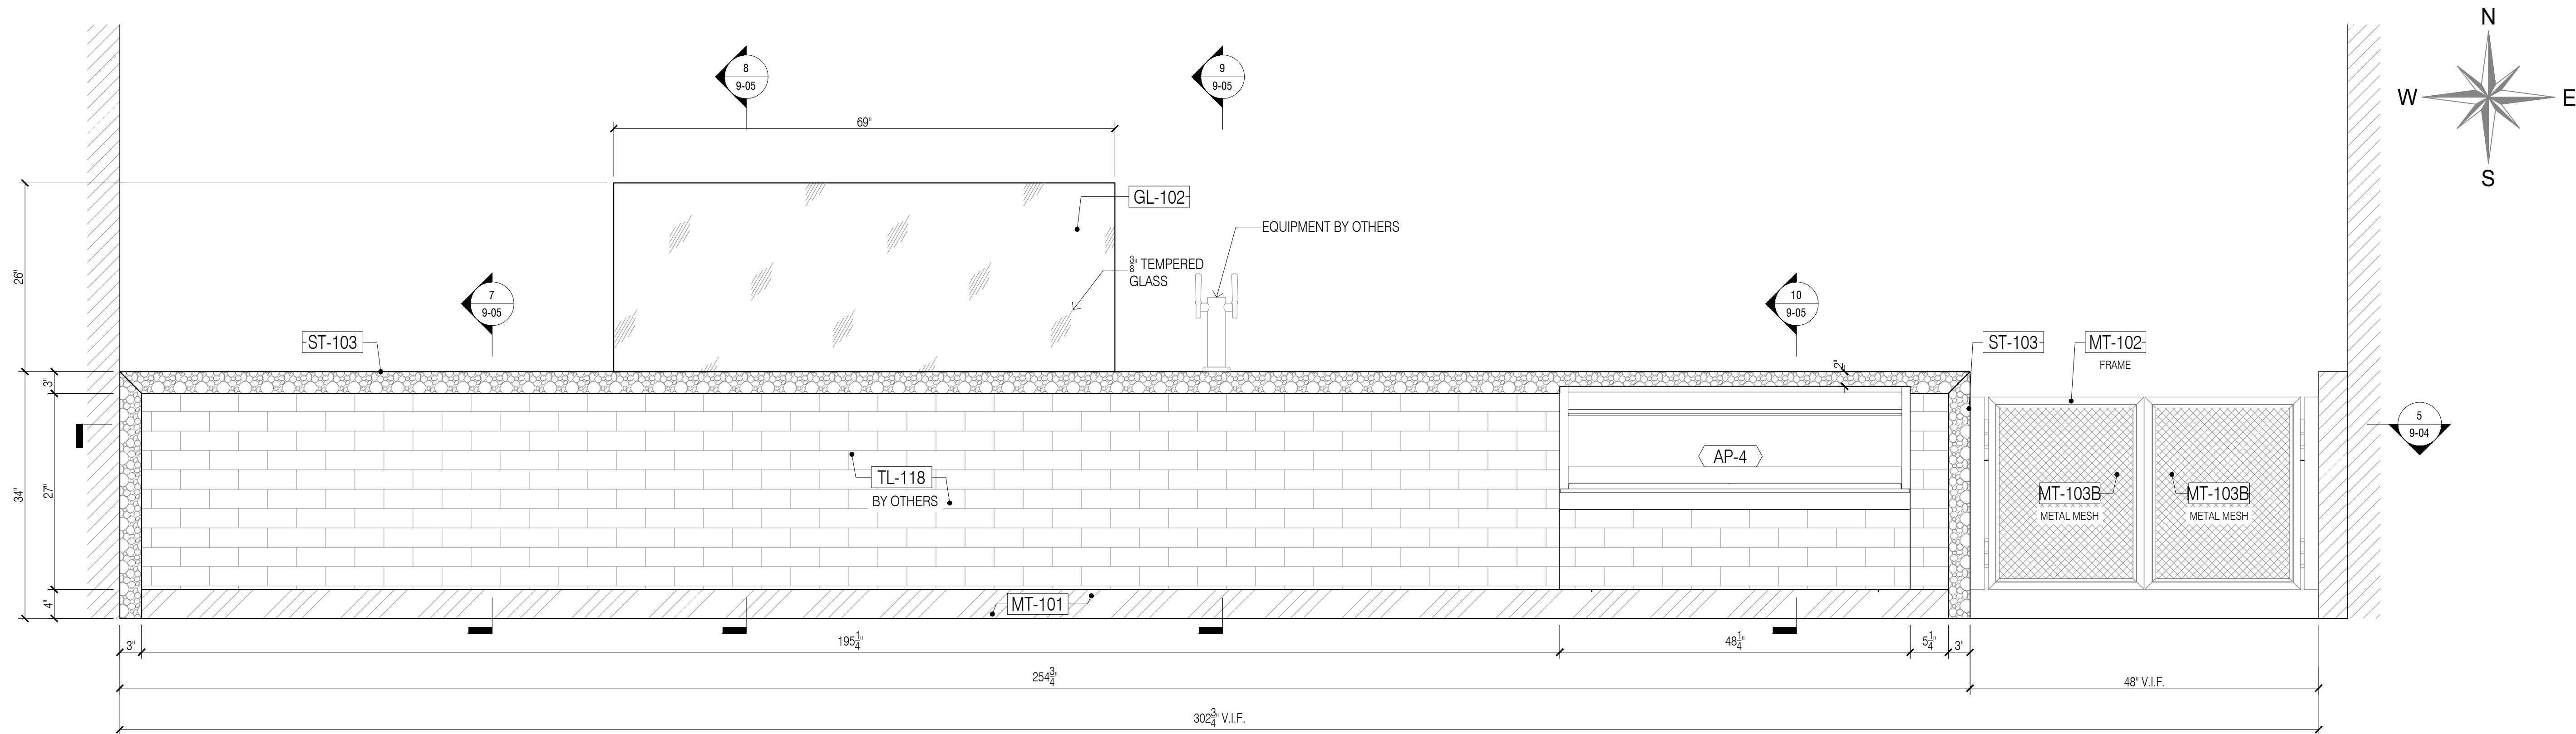 N
W
E
S
8
9-05
9
9-05
69"
GL-102
EQUIPMENT BY OTHERS
3/8" TEMPERED
GLASS
26"
7
9-05
10
9-05
ST-103
ST-103
MT-102
FRAME
2"
3"
5
9-04
AP-4
TL-118
BY OTHERS
34"
27"
MT-103B
METAL MESH
MT-103B
METAL MESH
4"
MT-101
3"
195 1/4"
48 1/4"
5 1/4"
3"
254 3/4"
48" V.I.F.
302 3/4" V.I.F.